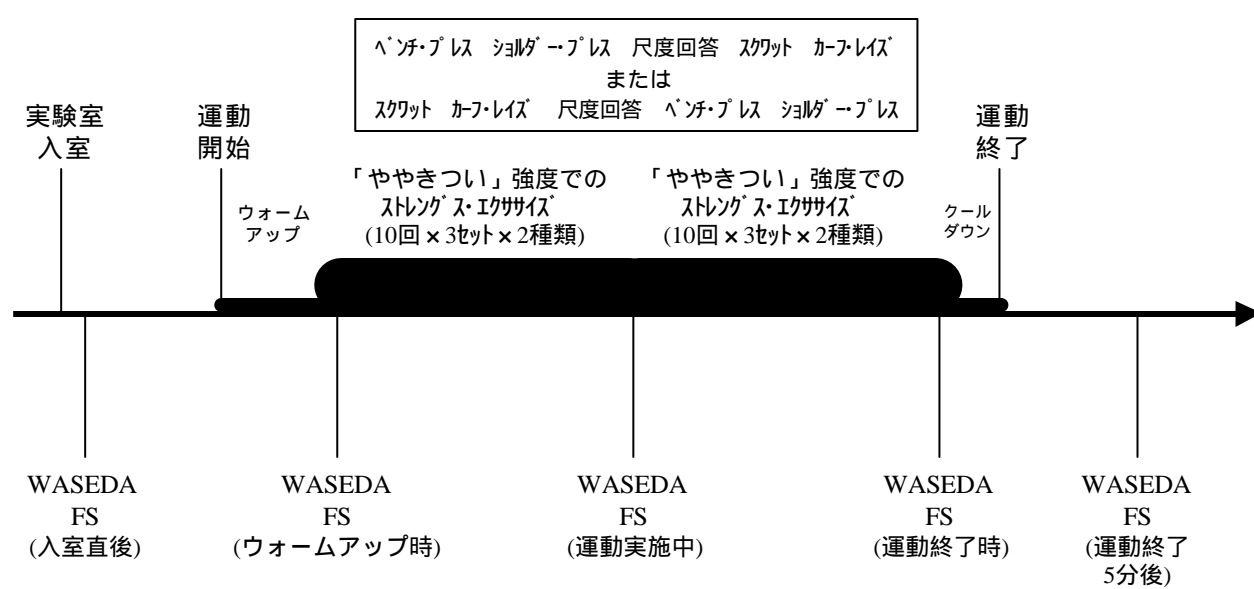 ﾍﾞﾝﾁ･ﾌﾟﾚｽ ｼｮﾙﾀﾞｰ･ﾌﾟﾚｽ 尺度回答 ｽｸﾜｯﾄ ｶｰﾌ･ﾚｲｽﾞ
または
ｽｸﾜｯﾄ ｶｰﾌ･ﾚｲｽﾞ 尺度回答 ﾍﾞﾝﾁ･ﾌﾟﾚｽ ｼｮﾙﾀﾞｰ･ﾌﾟﾚｽ
実験室
入室
運動
開始
運動
終了
ウォーム
アップ
「ややきつい」強度での
ｽﾄﾚﾝｸﾞｽ･ｴｸｻｻｲｽﾞ
(10回×3ｾｯﾄ×2種類)
「ややきつい」強度での
ｽﾄﾚﾝｸﾞｽ･ｴｸｻｻｲｽﾞ
(10回×3ｾｯﾄ×2種類)
クール
ダウン
WASEDA
FS
(入室直後)
WASEDA
FS
(ウォームアップ時)
WASEDA
FS
(運動実施中)
WASEDA
FS
(運動終了時)
WASEDA
FS
(運動終了
5分後)